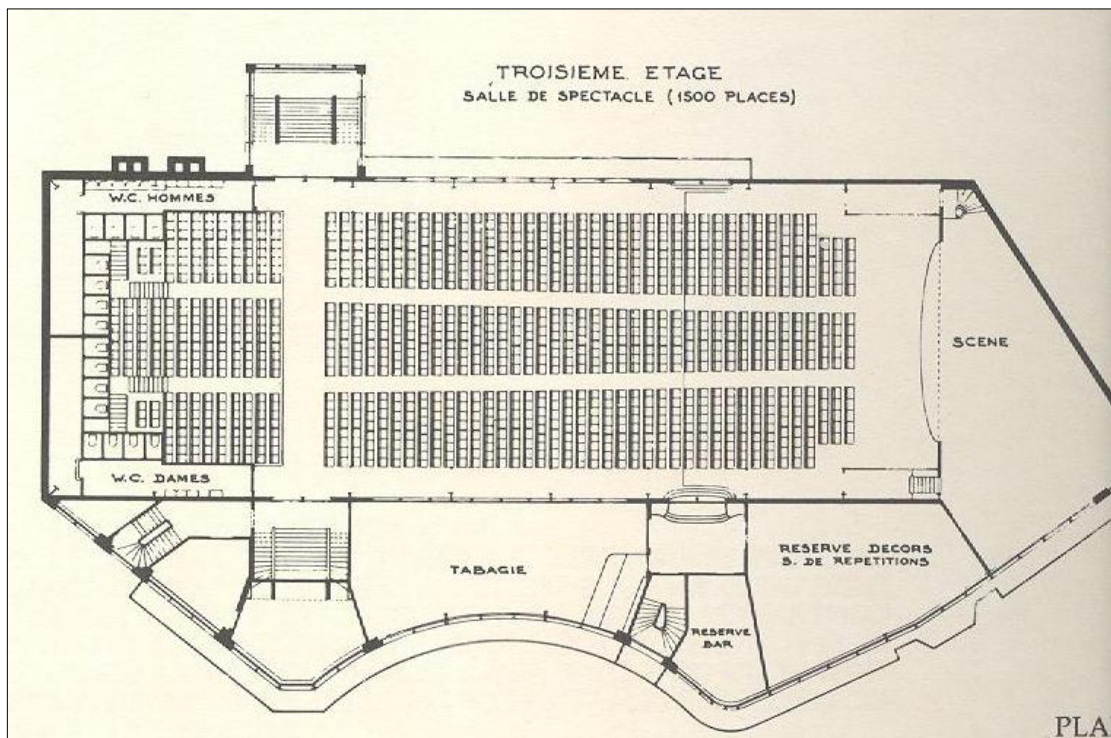 TROISIEME ETAGE
SALLE DE SPECTACLE (1500 PLACES)
W.C. HOMMES
SCENE
W.C. DAMES
TABAGIE
RESERVE DECORS
S. DE REPETITIONS
RESERVE
BAR
PLA